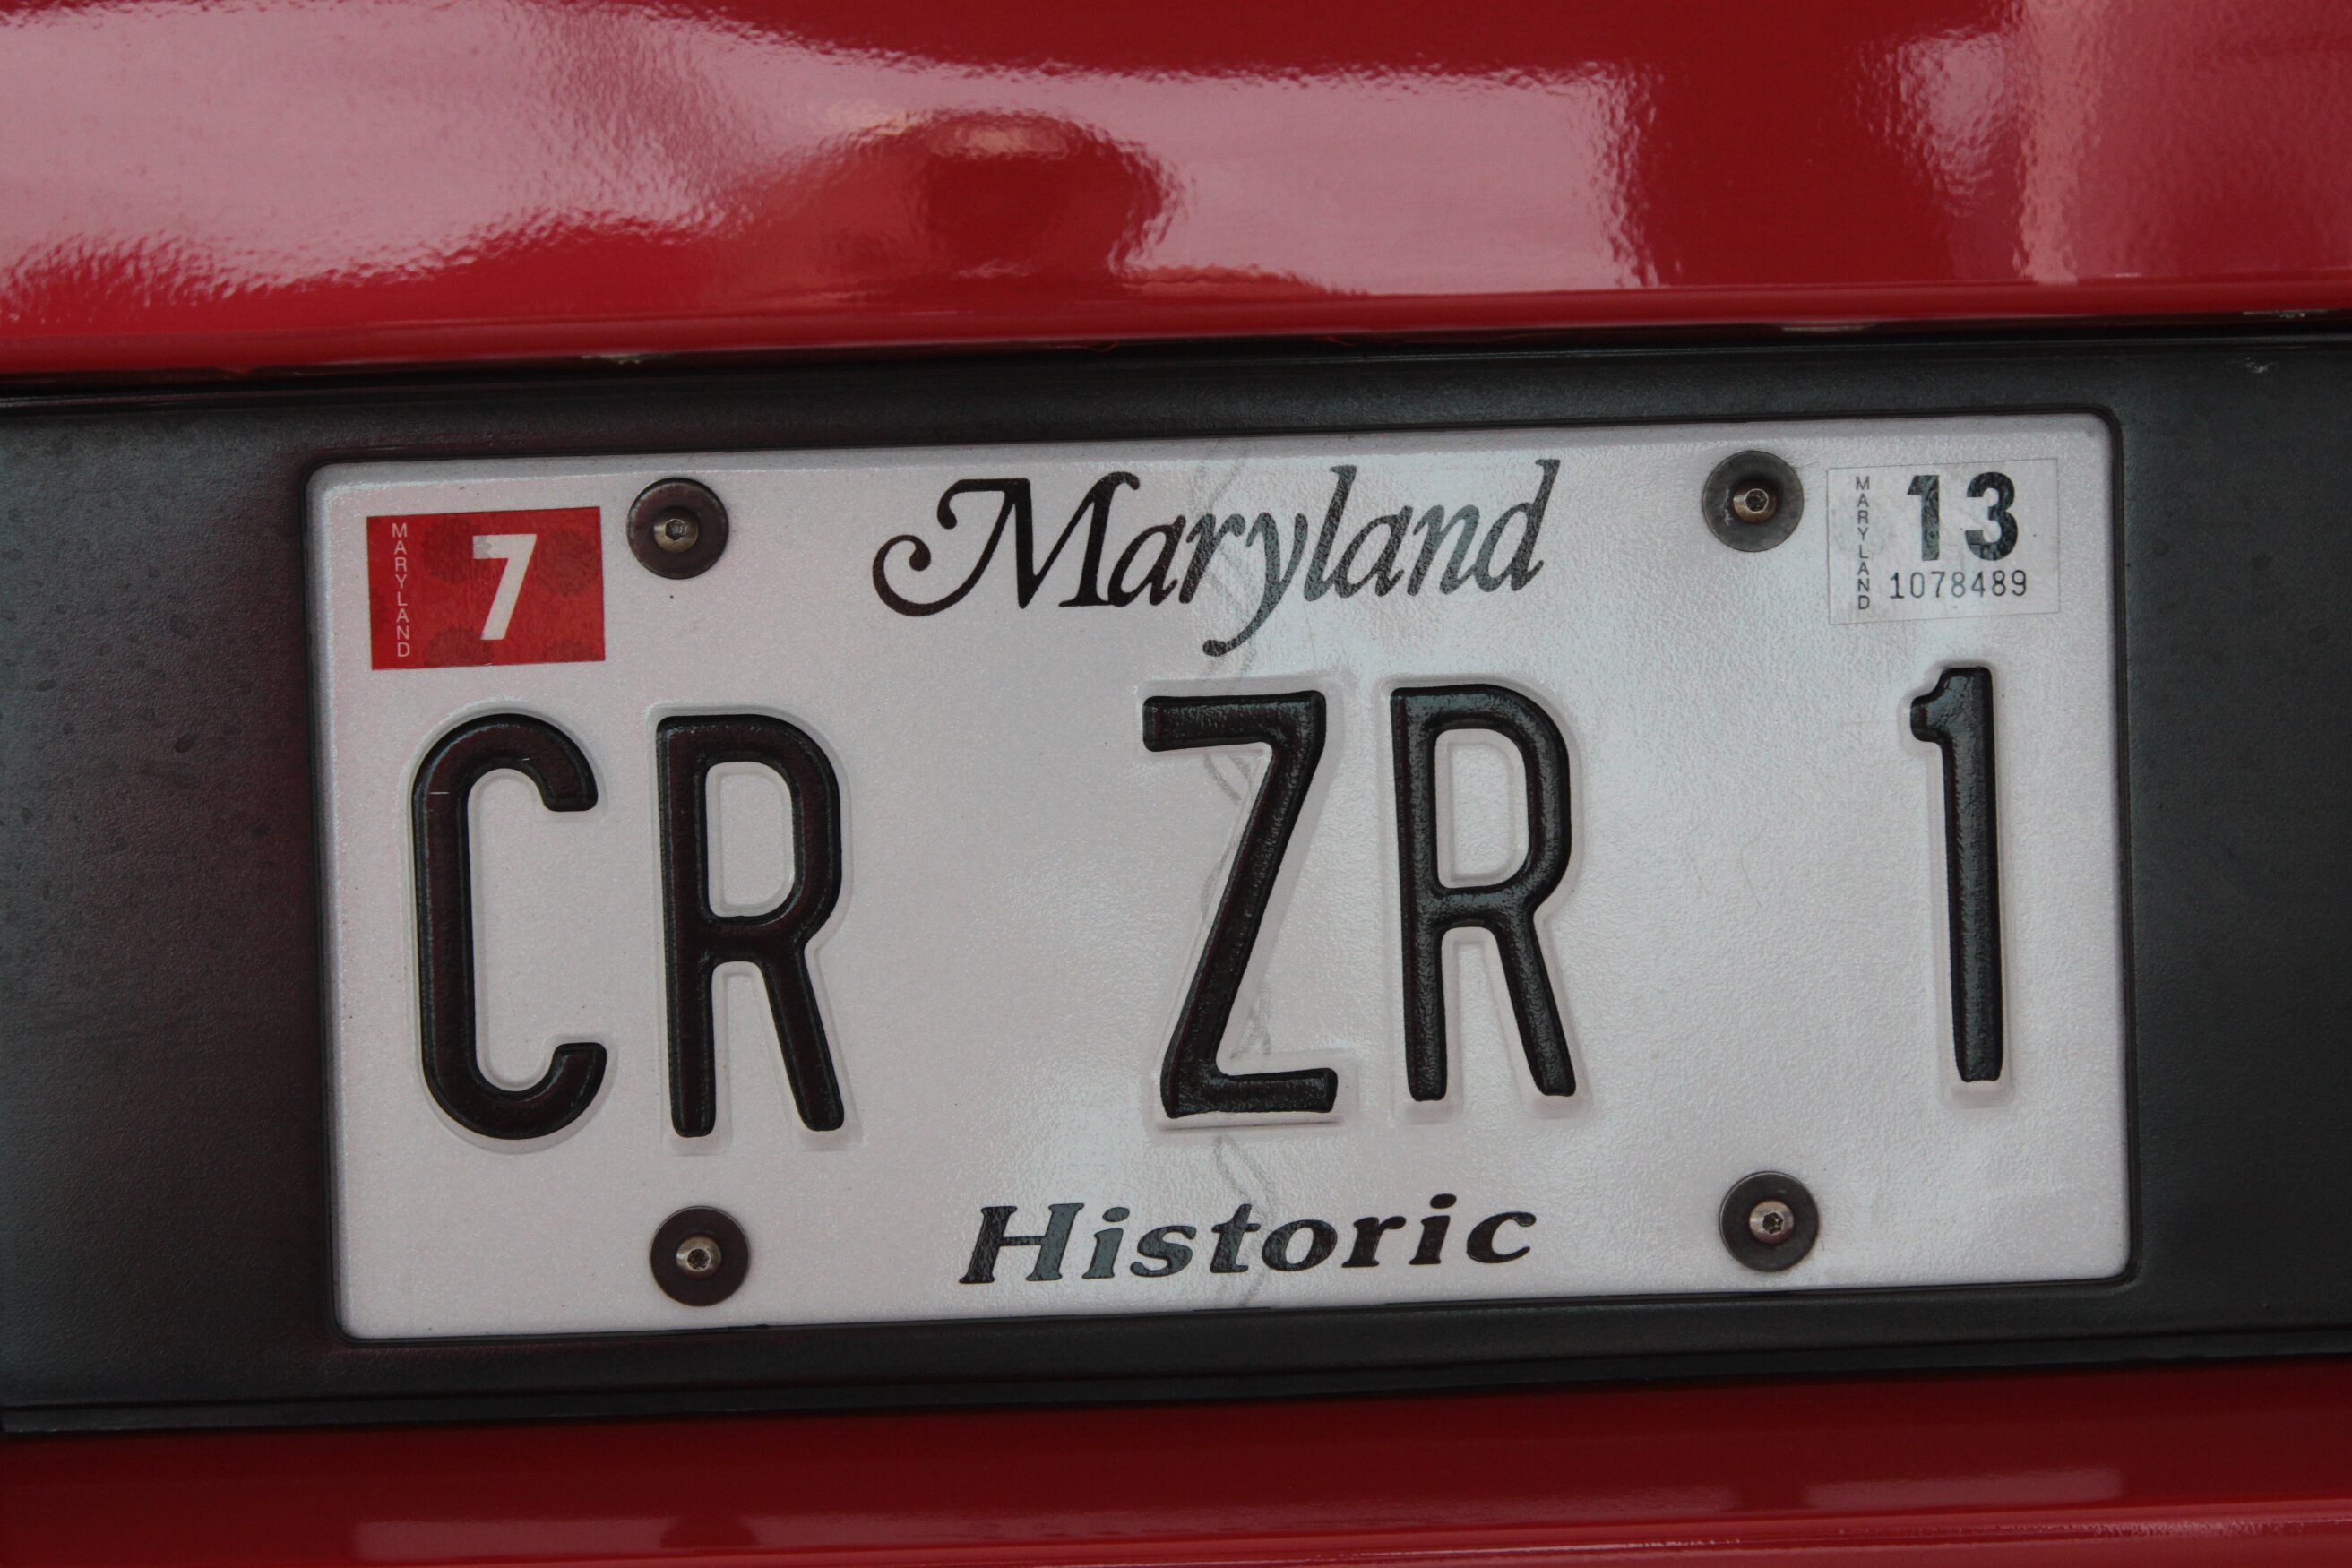 MARYLAND 7
Maryland
MARYLAND 13
1078489
CR ZR 1
Historic